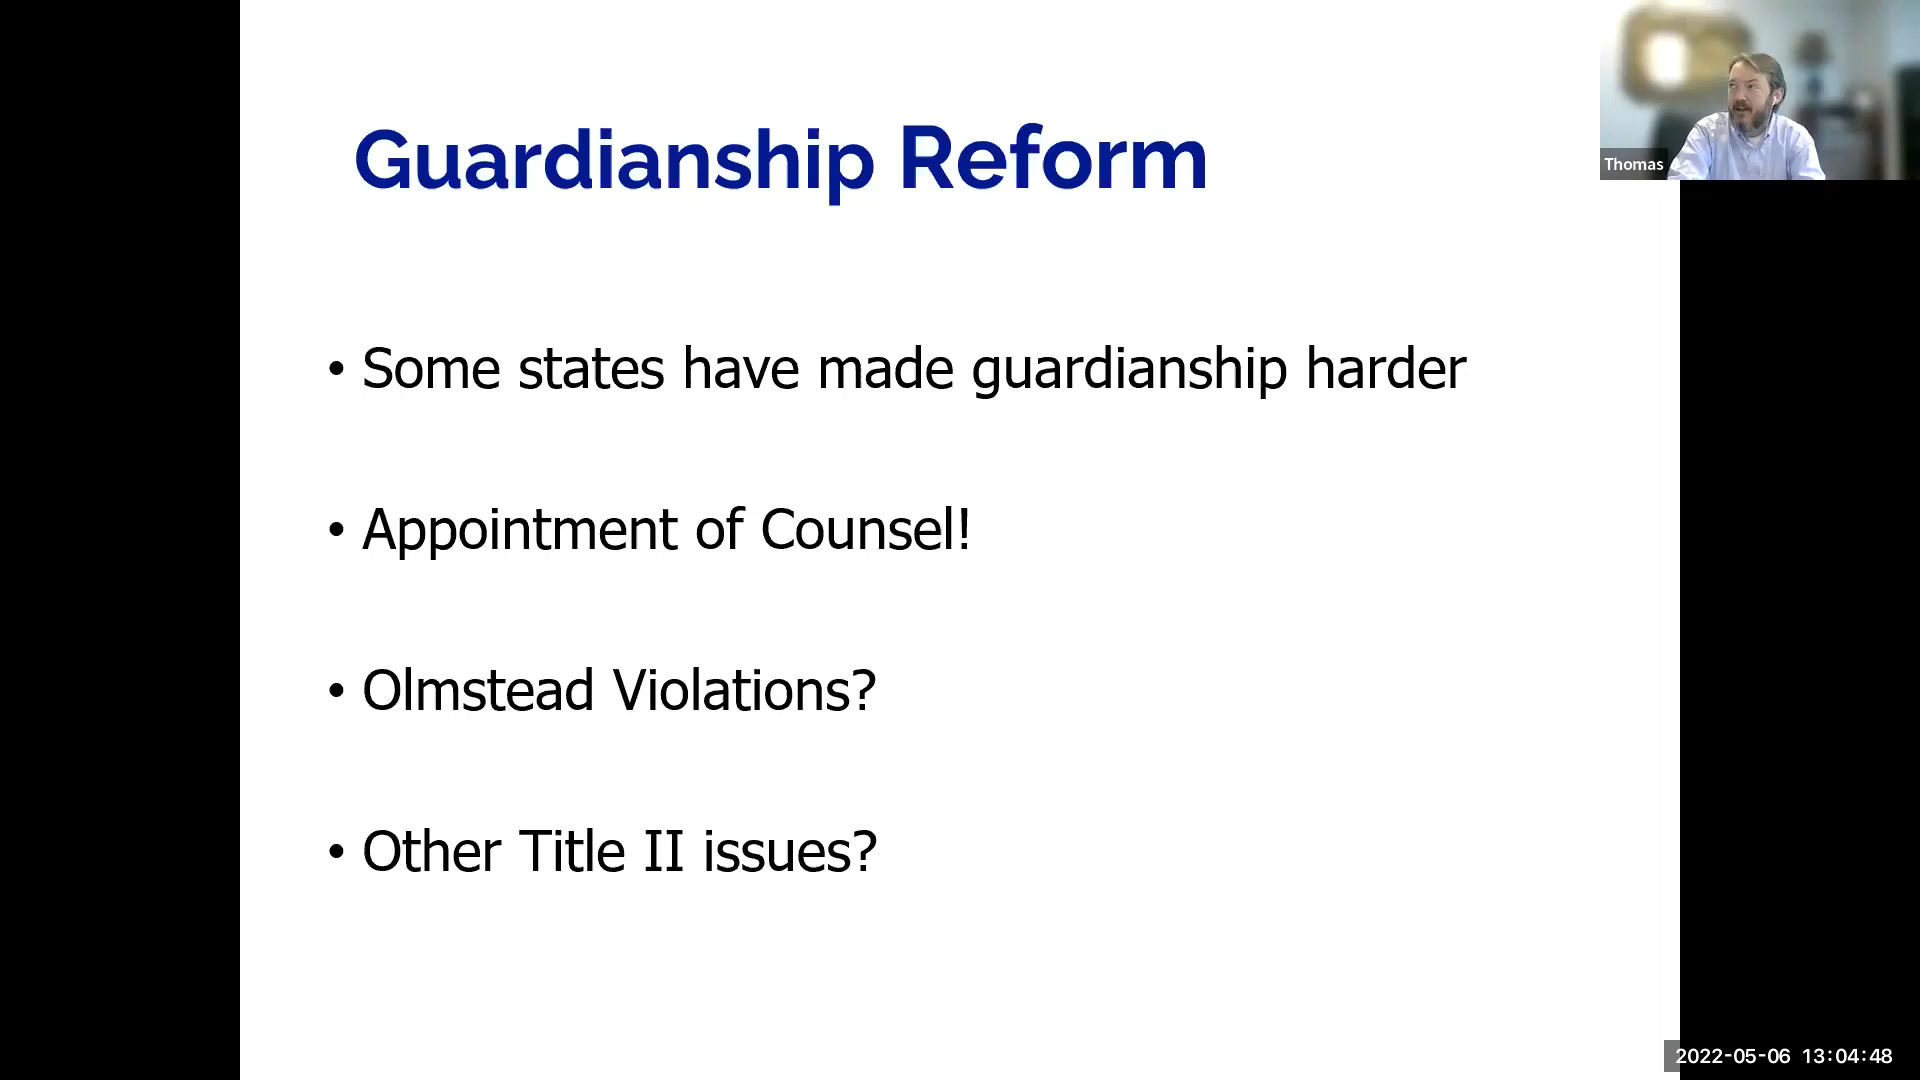 Guardianship Reform
Thomas
• Some states have made guardianship harder
• Appointment of Counsel!
• Olmstead Violations?
• Other Title II issues?
2022-05-06 13:04:48